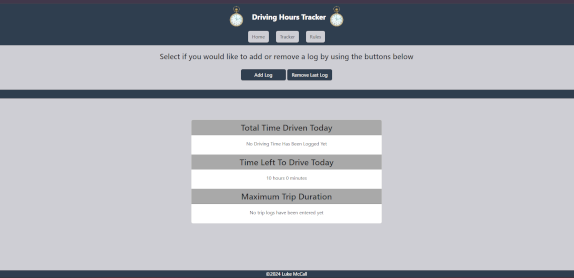 Driving Hours Tracker
Home Tracker Rules
Select if you would like to add or remove a log by using the buttons below
Add Log Remove Last Log
Total Time Driven Today
No Driving Time Has Been Logged Yet
Time Left To Drive Today
10 hours 0 minutes
Maximum Trip Duration
No trip logs have been entered yet
©2024 Luke McCall